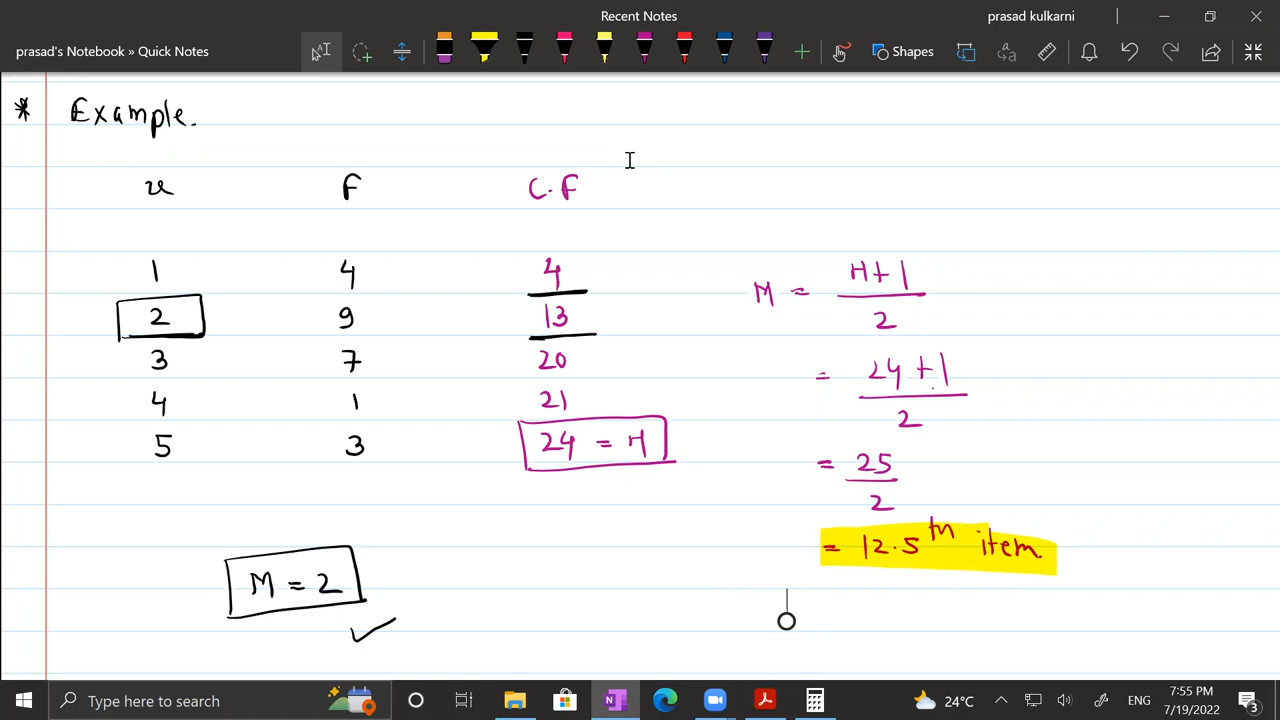 Recent Notes
prasad kulkarni
prasad's Notebook » Quick Notes
Shapes
* Example.
x F C.F
1 4 4
2 9 13
3 7 20
4 1 21
5 3 24 = N
M = N+1
2
= 24+1
2
= 25
2
= 12.5th item
M = 2
Type here to search
24°C
ENG
7:55 PM
7/19/2022
3